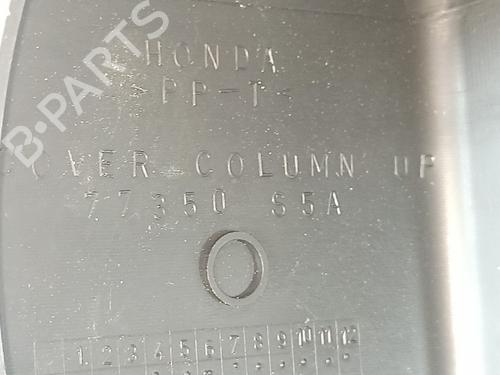 B-PARTS
HONDA
>PP-T<
COVER COLUMN UP
77350 S5A
1 2 3 4 5 6 7 8 9 10 11 12